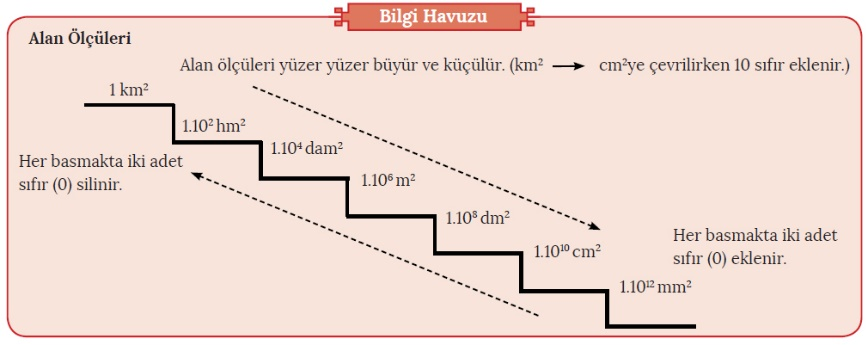 Bilgi Havuzu
Alan Ölçüleri
Alan ölçüleri yüzer yüzer büyür ve küçülür. (km² → cm²ye çevrilirken 10 sıfır eklenir.)
1 km²
1.10² hm²
1.10⁴ dam²
Her basmakta iki adet
sıfır (0) silinir.
1.10⁶ m²
1.10⁸ dm²
1.10¹⁰ cm²
Her basmakta iki adet
sıfır (0) eklenir.
1.10¹² mm²